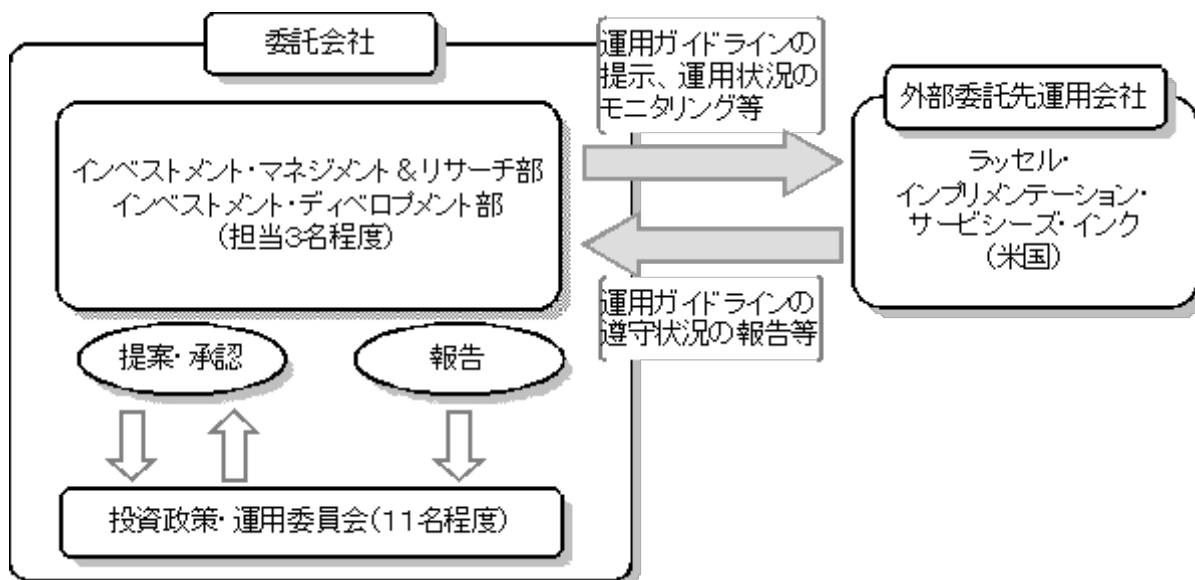 委託会社
運用ガイドラインの
提示、運用状況の
モニタリング等
外部委託先運用会社
インベストメント・マネジメント&リサーチ部
インベストメント・ディベロプメント部
(担当3名程度)
ラッセル・
インプリメンテーション・
サービシーズ・インク
(米国)
運用ガイドラインの
遵守状況の報告等
提案・承認
報告
投資政策・運用委員会(11名程度)